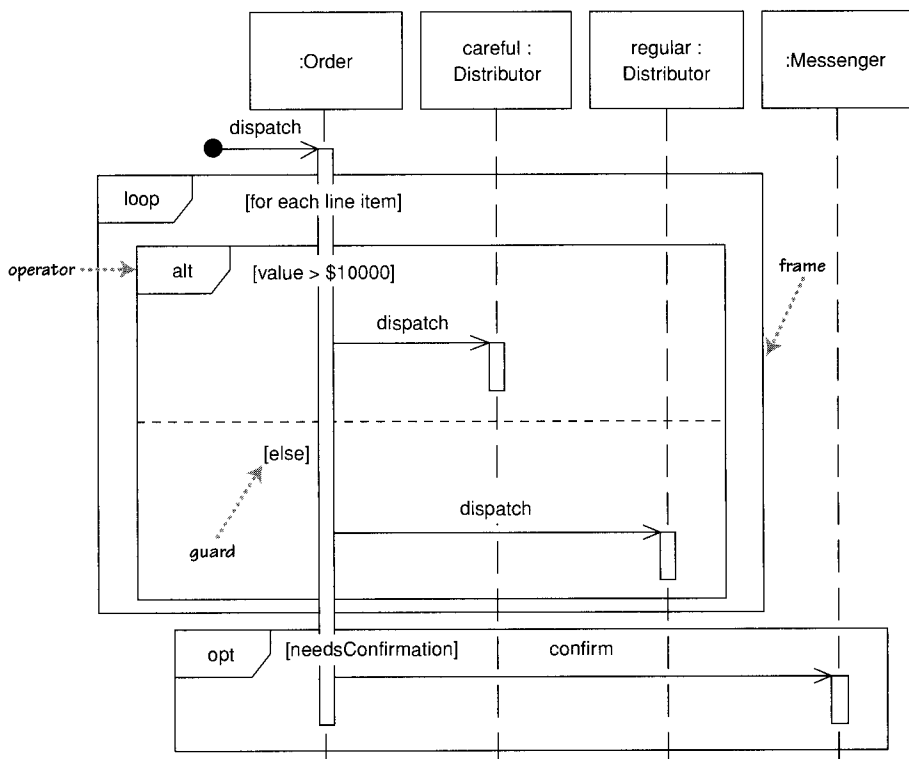 :Order
careful :
Distributor
regular :
Distributor
:Messenger
dispatch
loop
[for each line item]
operator
alt
[value > $10000]
frame
dispatch
[else]
dispatch
guard
opt
[needsConfirmation]
confirm